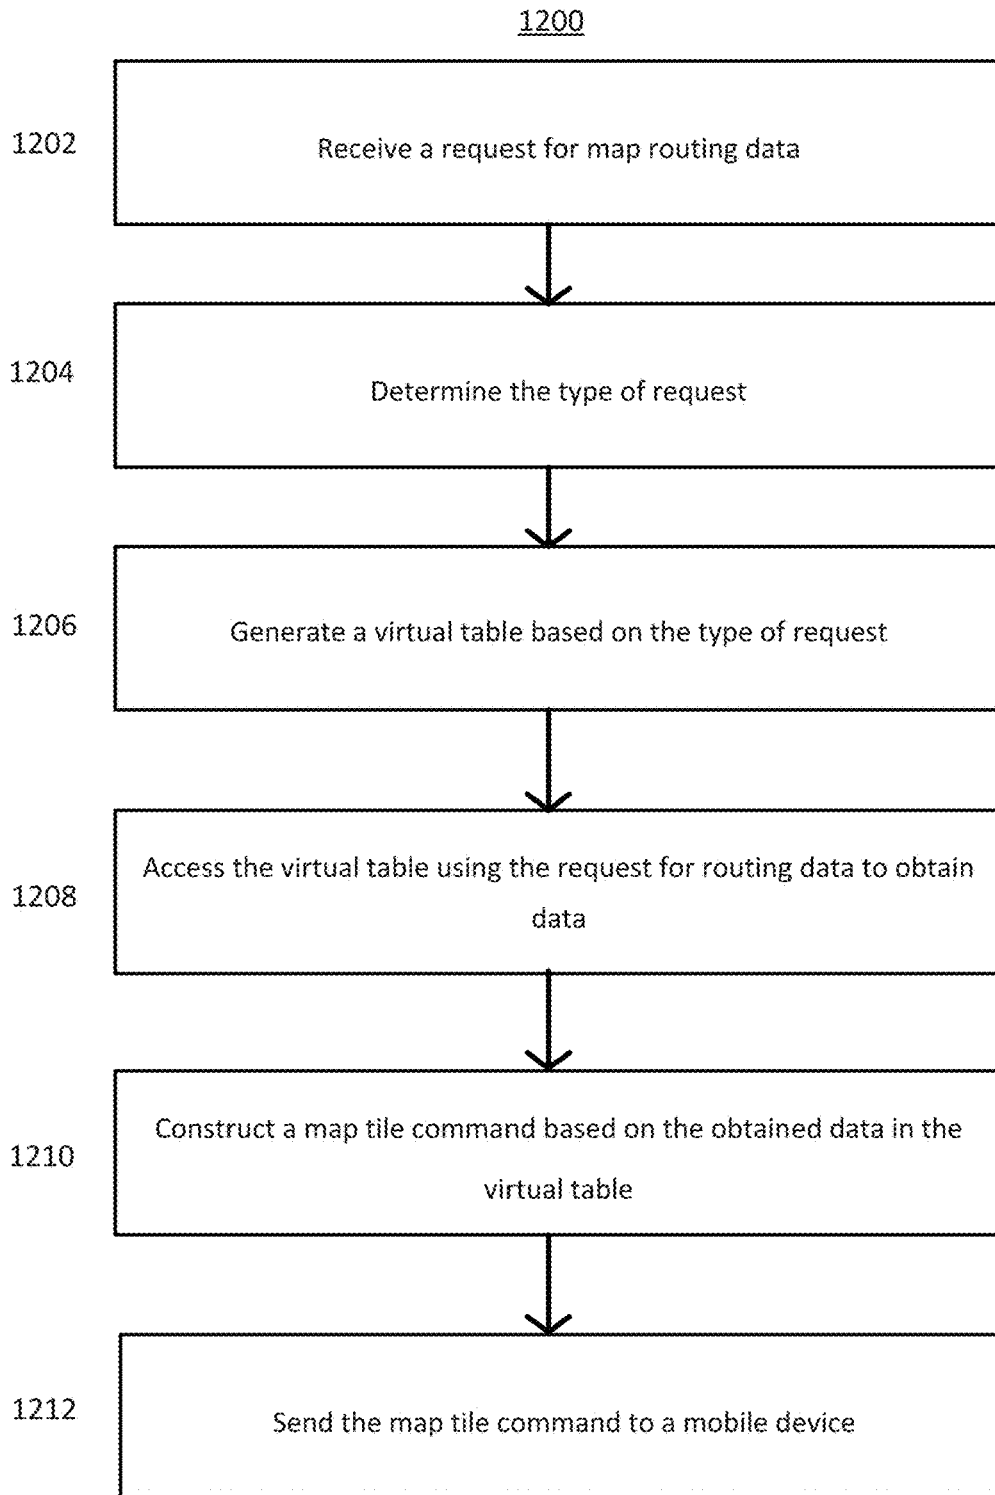 1200
1202
Receive a request for map routing data
1204
Determine the type of request
1206
Generate a virtual table based on the type of request
1208
Access the virtual table using the request for routing data to obtain
data
1210
Construct a map tile command based on the obtained data in the
virtual table
1212
Send the map tile command to a mobile device